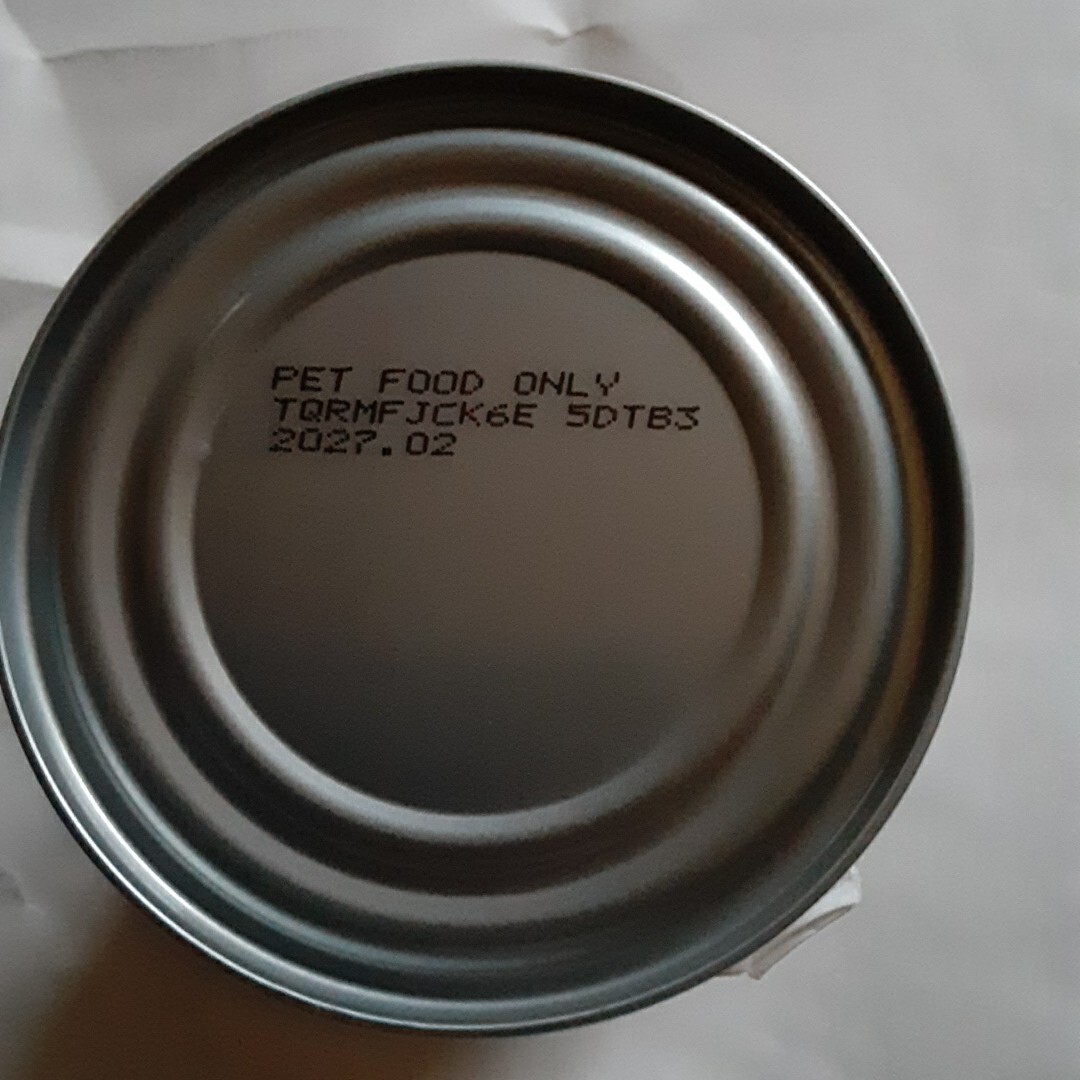 PET FOOD ONLY
TQRMFJCK6E 5DTB3
2027.02